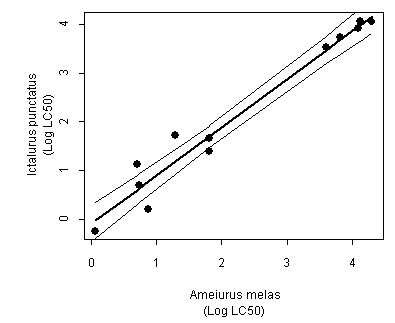 Ictalurus punctatus
(Log LC50)
4
3
2
1
0
0 1 2 3 4
Ameiurus melas
(Log LC50)